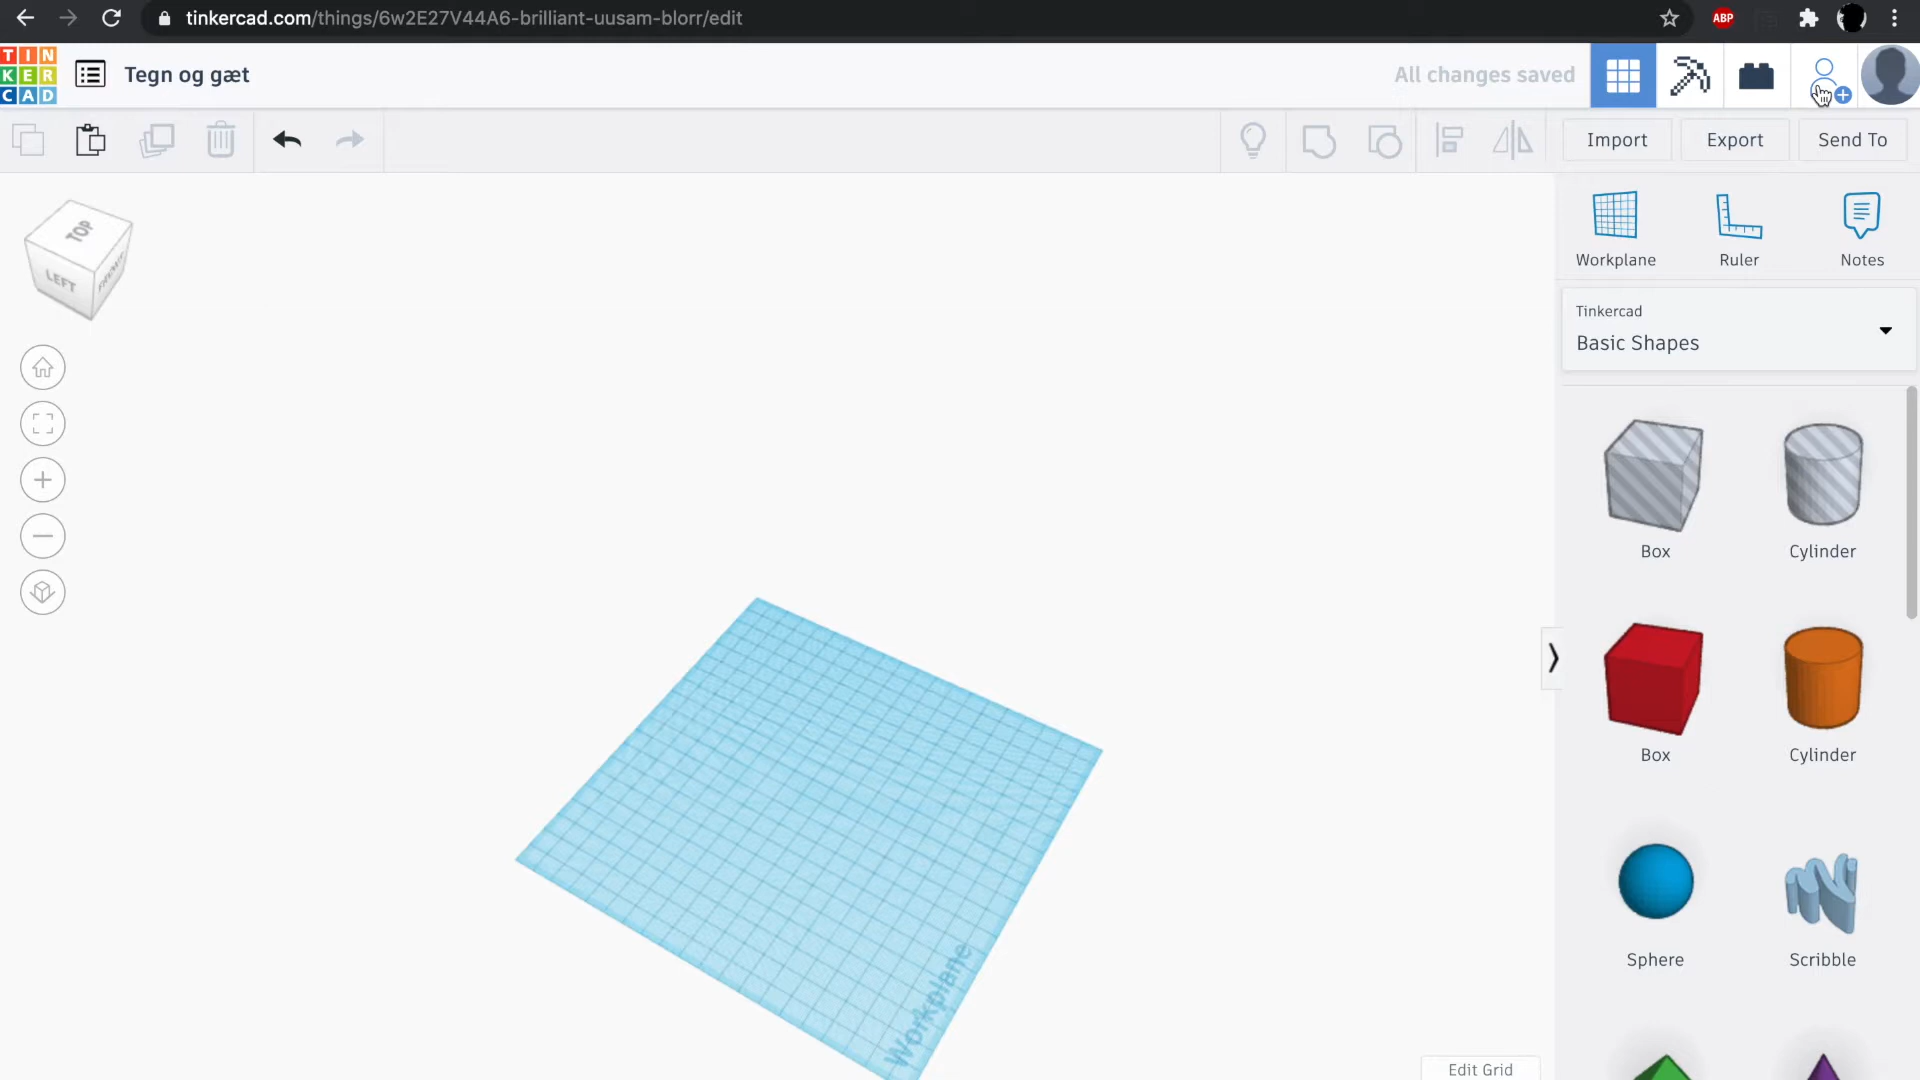 tinkercad.com/things/6w2E27V44A6-brilliant-uusam-blorr/edit
ABP
TIN
KER
CAD
Tegn og gæt
All changes saved
Import
Export
Send To
TOP
LEFT
FRONT
Workplane
Ruler
Notes
Tinkercad
Basic Shapes
Box
Cylinder
Box
Cylinder
Sphere
Scribble
Workplane
Edit Grid